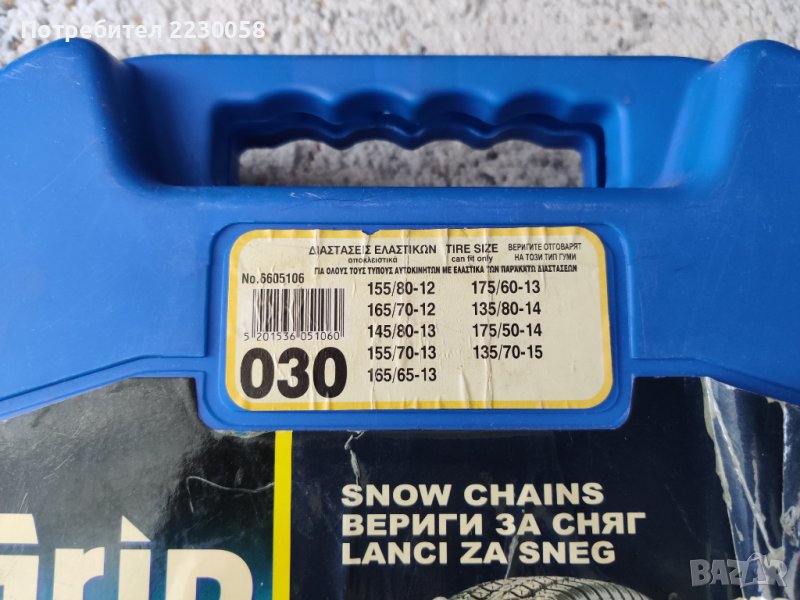 Потребител 2230058
ΔΙΑΣΤΑΣΕΙΣ ΕΛΑΣΤΙΚΩΝ TIRE SIZE ВЕРИГИТЕ ОТГОВАРЯТ
αποκλειστικά can fit only НА ТОЗИ ТИП ГУМИ
ΓΙΑ ΟΛΟΥΣ ΤΟΥΣ ΤΥΠΟΥΣ ΑΥΤΟΚΙΝΗΤΩΝ ΜΕ ΕΛΑΣΤΙΚΑ ΤΩΝ ΠΑΡΑΚΑΤΩ ΔΙΑΣΤΑΣΕΩΝ
No.6605106
155/80-12 175/60-13
165/70-12 135/80-14
145/80-13 175/50-14
155/70-13 135/70-15
165/65-13
5 201536 051060
030
SNOW CHAINS
ВЕРИГИ ЗА СНЯГ
LANCI ZA SNEG
Grip
BAZAR